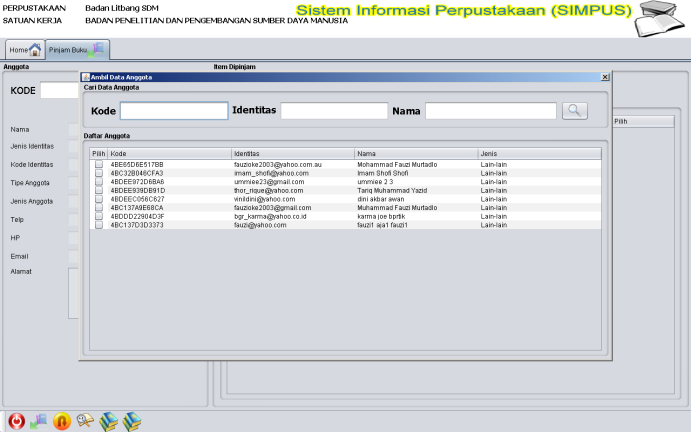 PERPUSTAKAAN Badan Litbang SDM
Sistem Informasi Perpustakaan (SIMPUS)
SATUAN KERJA BADAN PENELITIAN DAN PENGEMBANGAN SUMBER DAYA MANUSIA
Home Pinjam Buku
Anggota Item Dipinjam
KODE
Nama
Jenis Identitas
Kode Identitas
Tipe Anggota
Jenis Anggota
Telp
HP
Email
Alamat
Pilih
Ambil Data Anggota
Cari Data Anggota
Kode Identitas Nama
Daftar Anggota
Pilih Kode Identitas Nama Jenis
4BE65D6E517BB fauzioke2003@yahoo.com.au Mohammad Fauzi Murtadlo Lain-lain
4BC32B046CFA3 imam_shofi@yahoo.com Imam Shofi Shofi Lain-lain
4BDEE972D6BA6 ummiee23@gmail.com ummiee 2 3 Lain-lain
4BDEE939DB91D thor_rique@yahoo.com Tariq Muhammad Yazid Lain-lain
4BDEEC056C627 vinildini@yahoo.com dini akbar awan Lain-lain
4BC137A9E68CA fauzioke2003@gmail.com Muhammad Fauzi Murtadlo Lain-lain
4BDDD22904D3F bgr_karma@yahoo.co.id karma joe bprtik Lain-lain
4BC137D3D3373 fauzi@yahoo.com fauzi1 aja1 fauzi1 Lain-lain